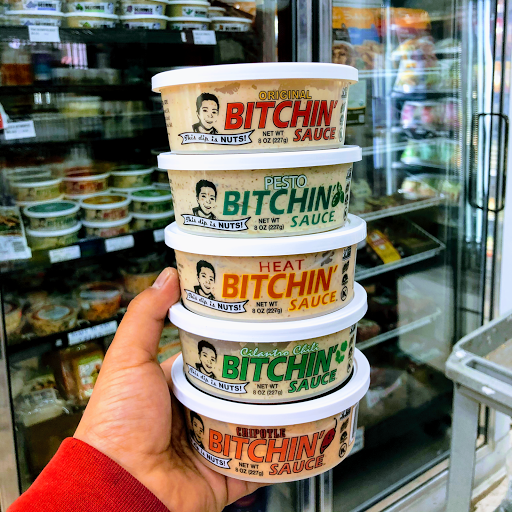 ORIGINAL
BITCHIN'
SAUCE
NET WT
8 OZ (227g)
This dip is NUTS!
PESTO
BITCHIN'
SAUCE
NET WT
8 OZ (227g)
This dip is NUTS!
HEAT
BITCHIN'
SAUCE
NET WT
8 OZ (227g)
This dip is NUTS!
Cilantro Chili
BITCHIN'
SAUCE
NET WT
8 OZ (227g)
This dip is NUTS!
CHIPOTLE
BITCHIN'
SAUCE
NET WT
8 OZ (227g)
is NUTS!